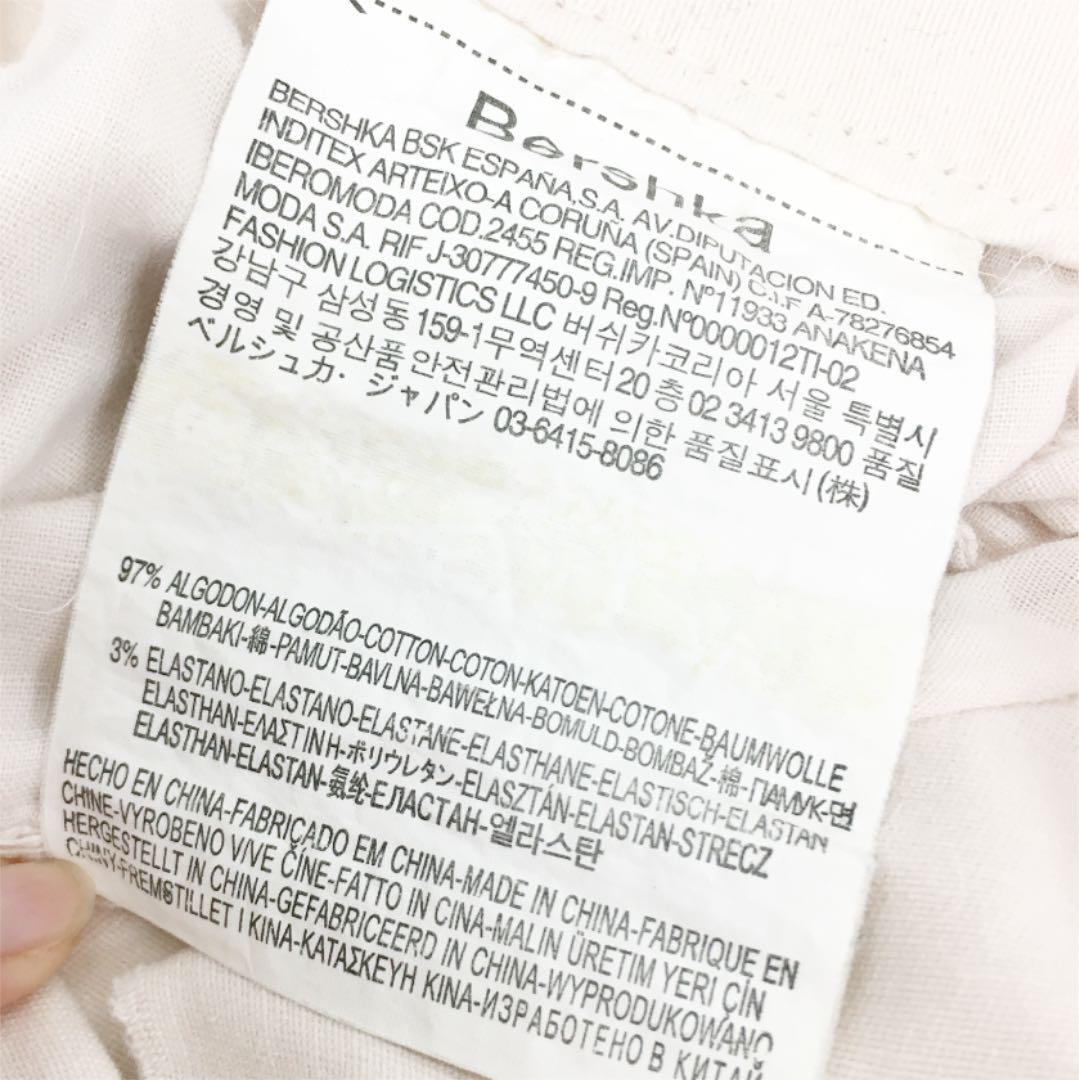 Bershka
BERSHKA BSK ESPAÑA,S.A. AV.DIPUTACION ED.
INDITEX ARTEIXO-A CORUÑA (SPAIN) C.I.F A-78276854
IBEROMODA COD.2455 REG.IMP. Nº11933 ANAKENA
MODA S.A. RIF J-30777450-9 Reg.Nº0000012TI-02
FASHION LOGISTICS LLC 버쉬카코리아 서울 특별시
강남구 삼성동 159-1무역센터 20 층 02 3413 9800 품질
경영 및 공산품 안전관리법에 의한 품질표시 (株)
ベルシュカ・ジャパン 03-6415-8086
97% ALGODON-ALGODÃO-COTTON-COTON-KATOEN-COTONE-BAUMWOLLE
BAMBAKI-綿-PAMUT-BAVLNA-BAWEŁNA-BOMULD-BOMBAŽ-棉-ПАМУК-면
3% ELASTANO-ELASTANO-ELASTANE-ELASTHANE-ELASTISCH-ELASTAN
ELASTHAN-ΕΛΑΣΤΙΝΗ-ポリウレタン-ELASZTÁN-ELASTAN-STRECZ
ELASTHAN-ELASTAN-氨纶-ЕЛАСТАН-엘라스탄
HECHO EN CHINA-FABRICADO EM CHINA-MADE IN CHINA-FABRIQUE EN
CHINE-VYROBENO V/VE ČÍNE-FATTO IN CINA-MALIN ÜRETIM YERI ÇİN
HERGESTELLT IN CHINA-GEFABRICEERD IN CHINA-WYPRODUKOWANO
CHINY-FREMSTILLET I KINA-ΚΑΤΑΣΚΕΥΗ ΚΙΝΑ-ИЗРАБОТЕНО В КИТАЙ